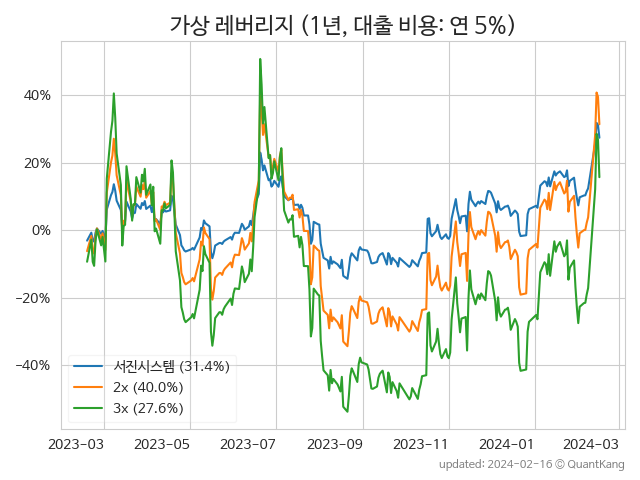 가상 레버리지 (1년, 대출 비용: 연 5%)
40%
20%
0%
−20%
−40%
서진시스템 (31.4%)
2x (40.0%)
3x (27.6%)
2023-03 2023-05 2023-07 2023-09 2023-11 2024-01 2024-03
updated: 2024-02-16 © QuantKang